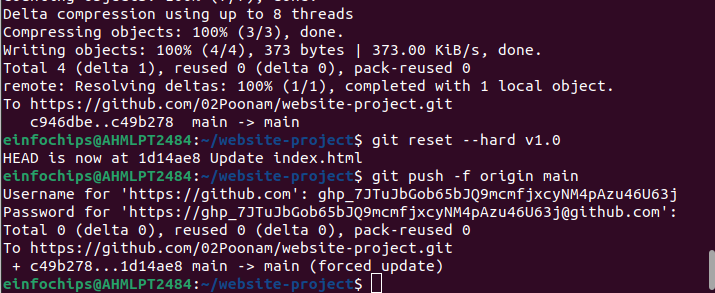 Delta compression using up to 8 threads
Compressing objects: 100% (3/3), done.
Writing objects: 100% (4/4), 373 bytes | 373.00 KiB/s, done.
Total 4 (delta 1), reused 0 (delta 0), pack-reused 0
remote: Resolving deltas: 100% (1/1), completed with 1 local object.
To https://github.com/02Poonam/website-project.git
c946dbe..c49b278 main -> main
einfochips@AHMLPT2484:~/website-project$ git reset --hard v1.0
HEAD is now at 1d14ae8 Update index.html
einfochips@AHMLPT2484:~/website-project$ git push -f origin main
Username for 'https://github.com': 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
Password for 'https://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@github.com':
Total 0 (delta 0), reused 0 (delta 0), pack-reused 0
To https://github.com/02Poonam/website-project.git
+ c49b278...1d14ae8 main -> main (forced update)
einfochips@AHMLPT2484:~/website-project$